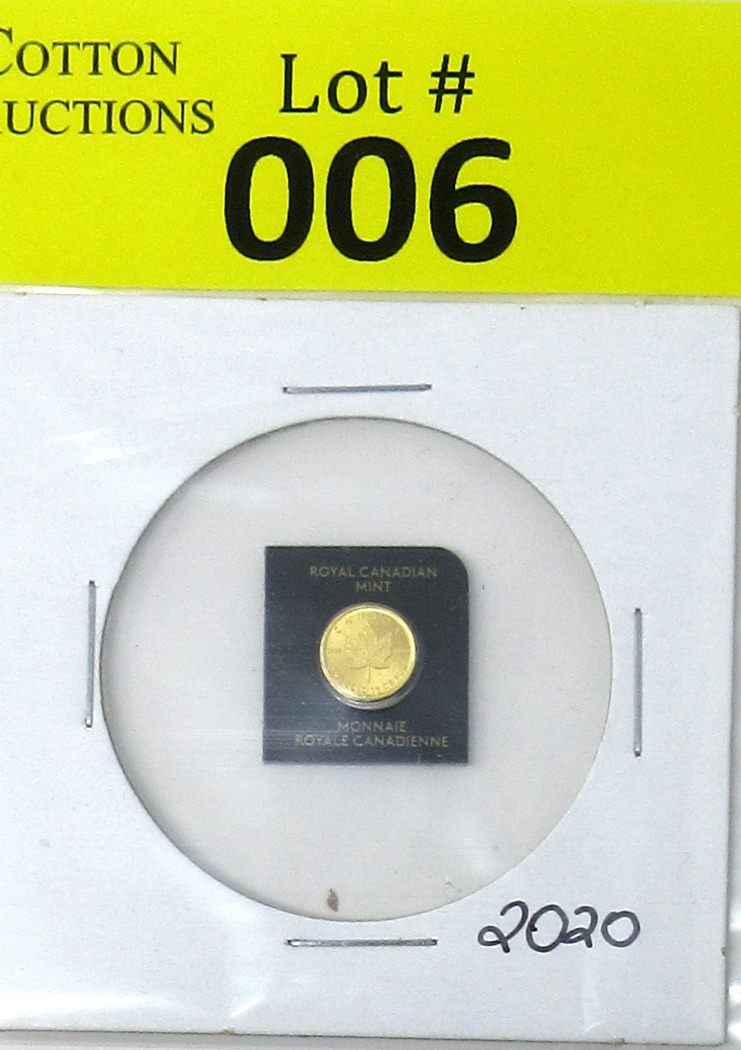 COTTON
UCTIONS
Lot #
006
ROYAL CANADIAN
MINT
MONNAIE
ROYALE CANADIENNE
2020